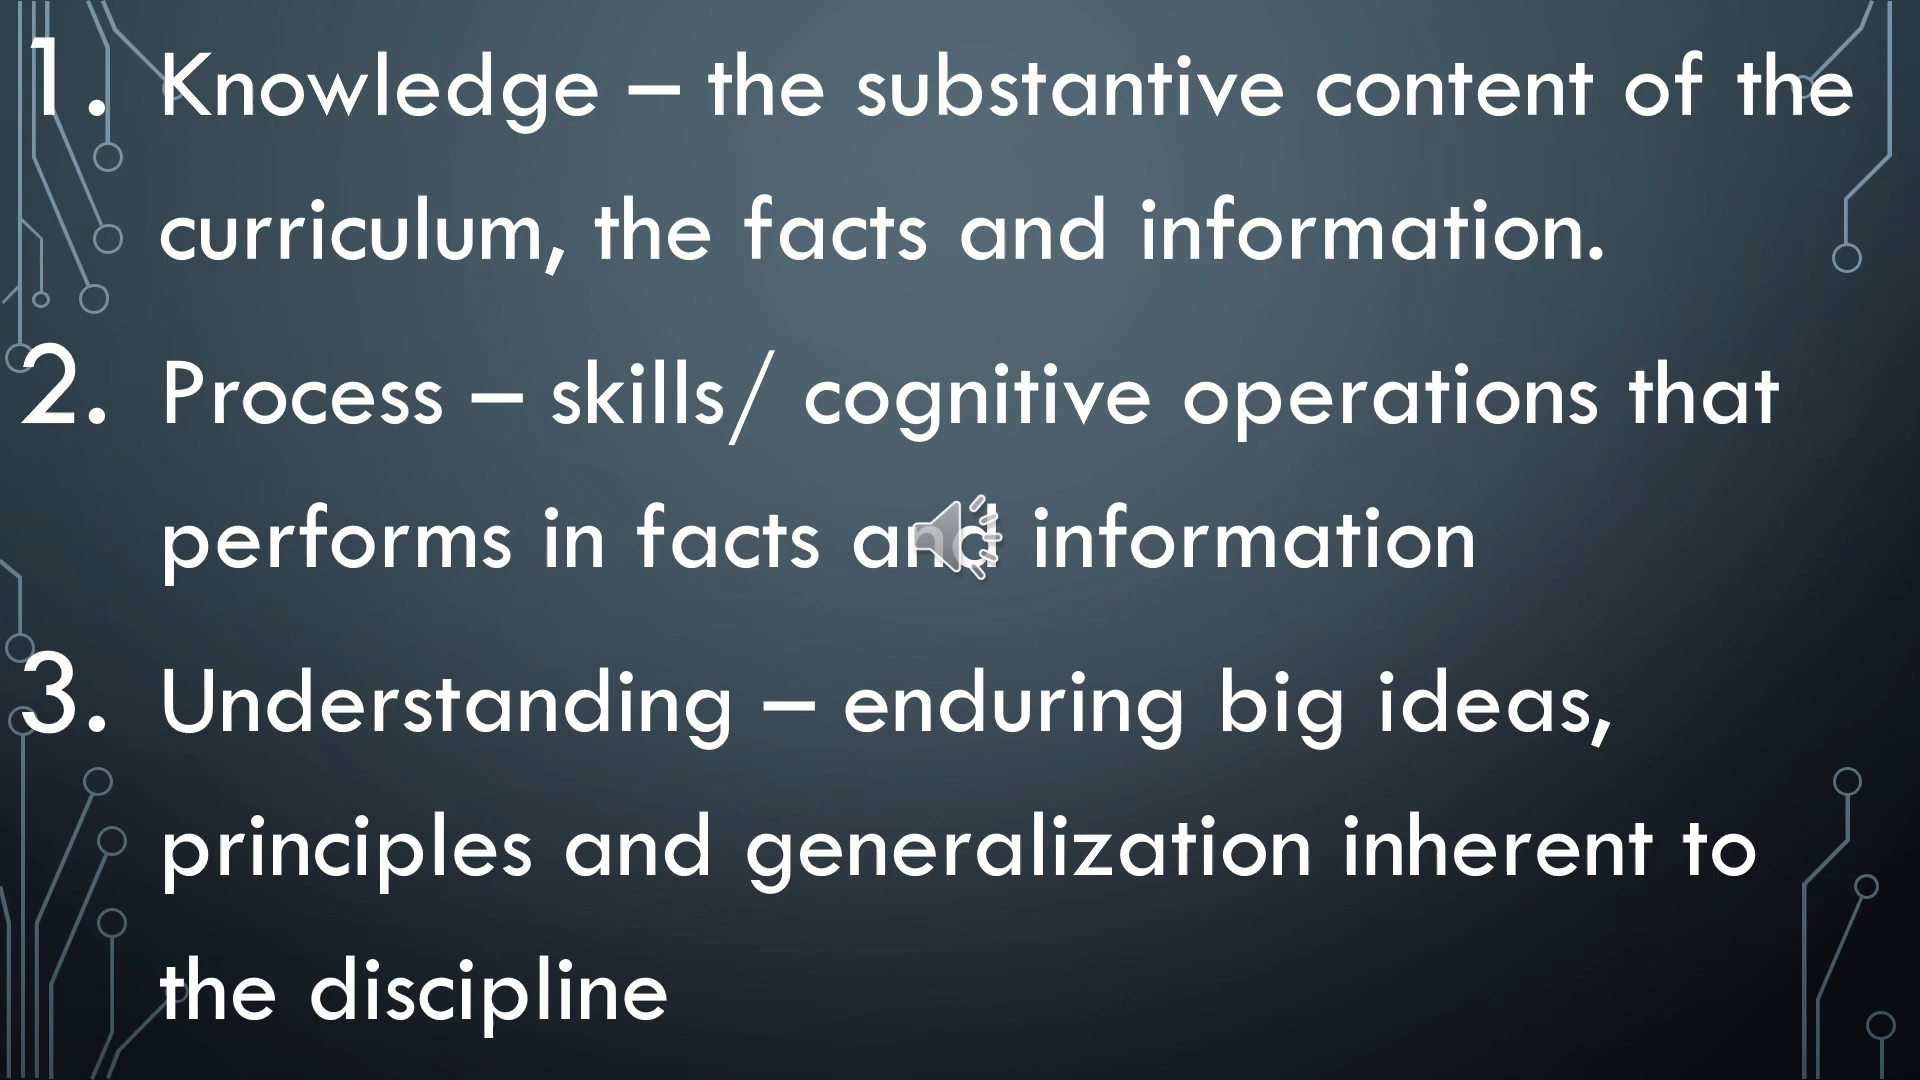 1. Knowledge – the substantive content of the
curriculum, the facts and information.
2. Process – skills/ cognitive operations that
performs in facts and information
3. Understanding – enduring big ideas,
principles and generalization inherent to
the discipline